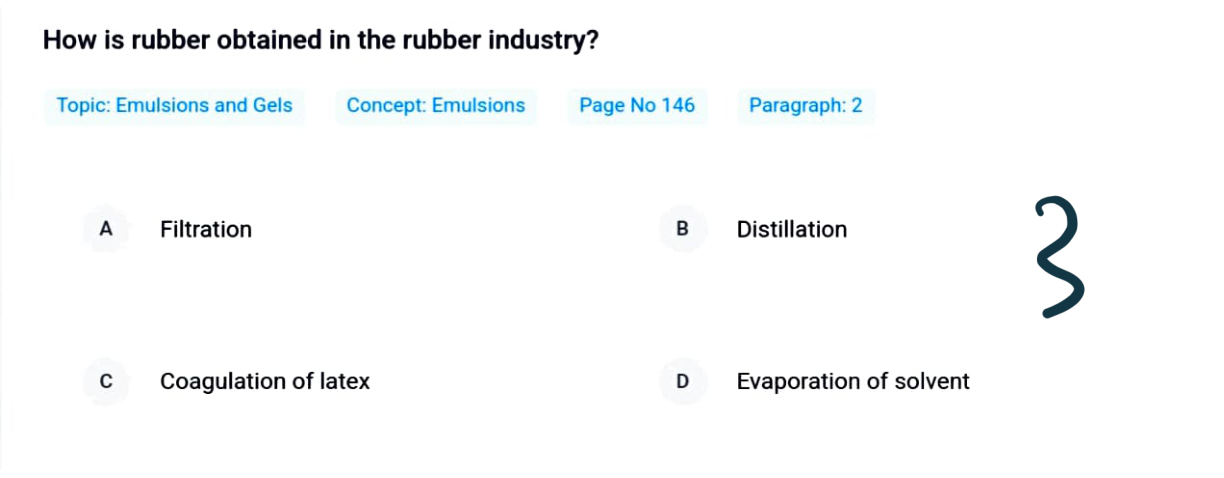 How is rubber obtained in the rubber industry?
Topic: Emulsions and Gels Concept: Emulsions Page No 146 Paragraph: 2
A Filtration B Distillation
3
C Coagulation of latex D Evaporation of solvent